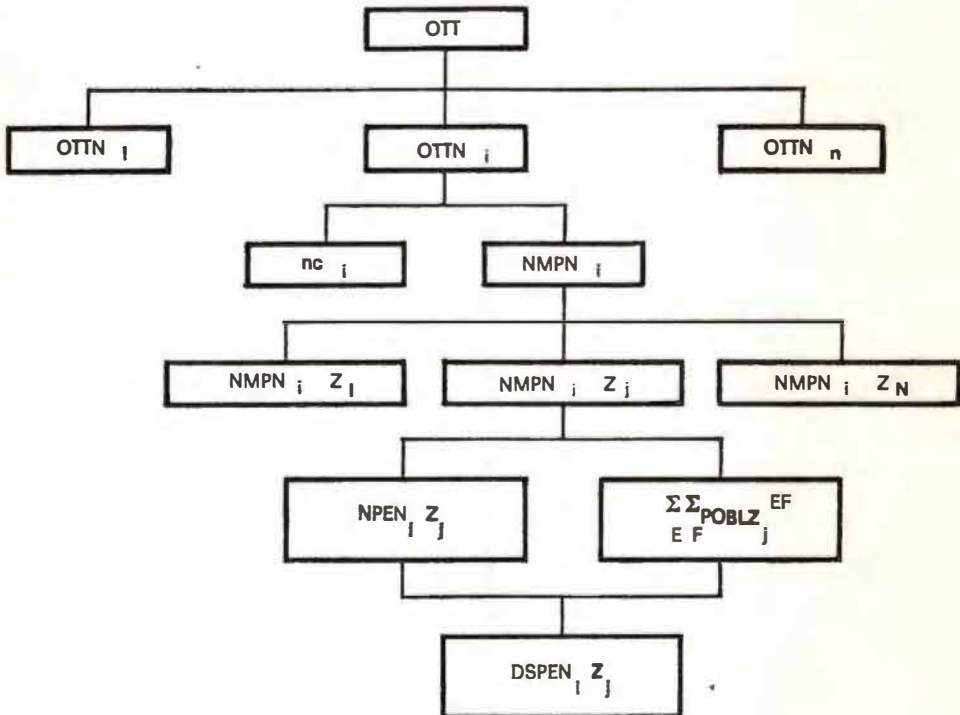 OTT
OTTN 1
OTTN i
OTTN n
nc i
NMPN i
NMPN i Z 1
NMPN i Z j
NMPN i Z N
NPEN i Z j
Σ Σ POBLZ j EF
E F
DSPEN i Z j